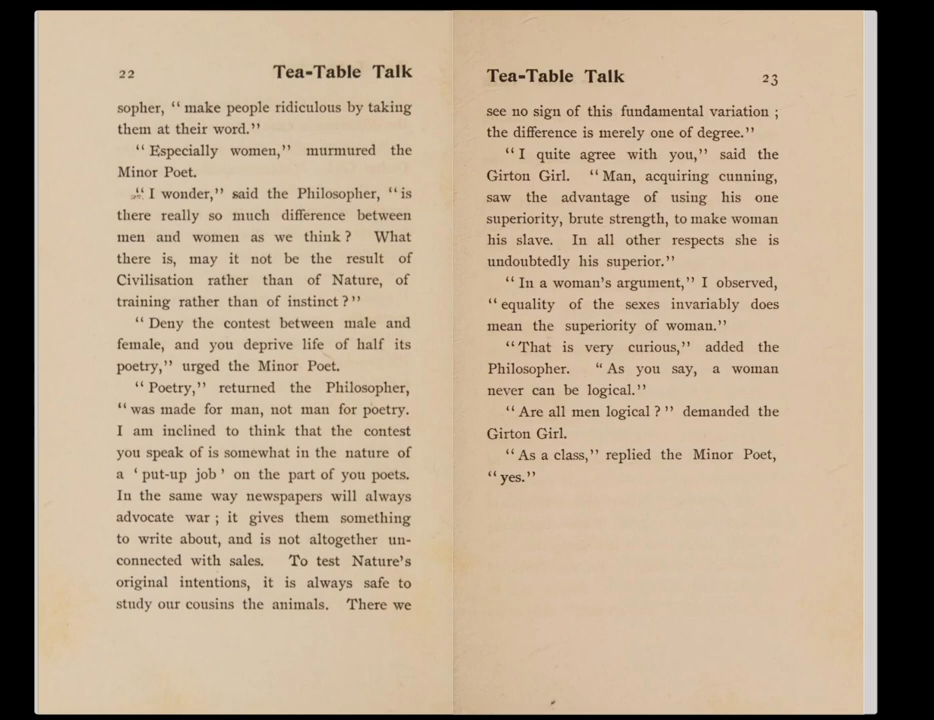 22 Tea-Table Talk
sopher, “ make people ridiculous by taking
them at their word.”
“ Especially women,” murmured the
Minor Poet.
“ I wonder,” said the Philosopher, “ is
there really so much difference between
men and women as we think ? What
there is, may it not be the result of
Civilisation rather than of Nature, of
training rather than of instinct ? ”
“ Deny the contest between male and
female, and you deprive life of half its
poetry,” urged the Minor Poet.
“ Poetry,” returned the Philosopher,
“ was made for man, not man for poetry.
I am inclined to think that the contest
you speak of is somewhat in the nature of
a ‘ put-up job ’ on the part of you poets.
In the same way newspapers will always
advocate war ; it gives them something
to write about, and is not altogether un-
connected with sales. To test Nature’s
original intentions, it is always safe to
study our cousins the animals. There we
Tea-Table Talk 23
see no sign of this fundamental variation ;
the difference is merely one of degree.”
“ I quite agree with you,” said the
Girton Girl. “ Man, acquiring cunning,
saw the advantage of using his one
superiority, brute strength, to make woman
his slave. In all other respects she is
undoubtedly his superior.”
“ In a woman’s argument,” I observed,
“ equality of the sexes invariably does
mean the superiority of woman.”
“ That is very curious,” added the
Philosopher. “ As you say, a woman
never can be logical.”
“ Are all men logical ? ” demanded the
Girton Girl.
“ As a class,” replied the Minor Poet,
“ yes.”